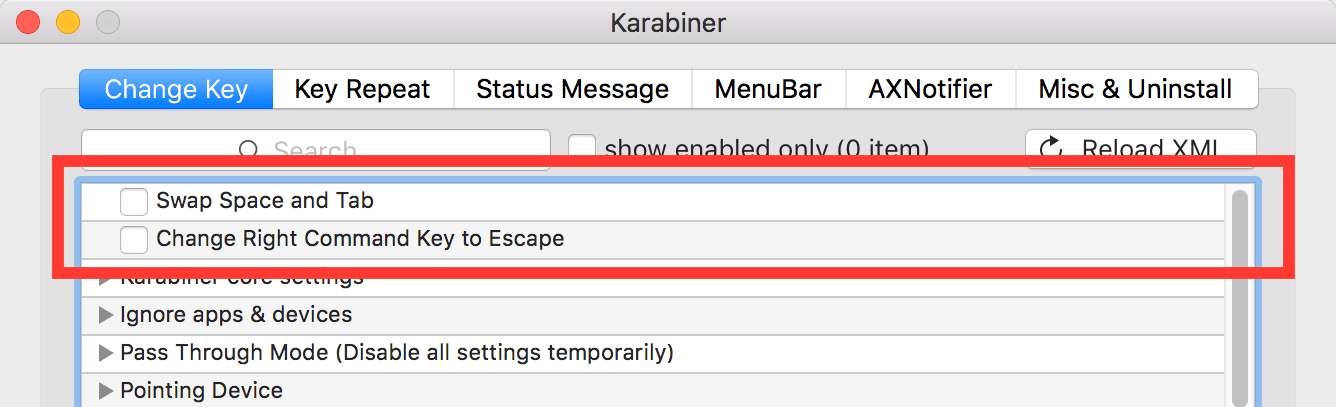 Karabiner
Change Key Key Repeat Status Message MenuBar AXNotifier Misc & Uninstall
Search show enabled only (0 item) Reload XML
Swap Space and Tab
Change Right Command Key to Escape
Karabiner core settings
Ignore apps & devices
Pass Through Mode (Disable all settings temporarily)
Pointing Device